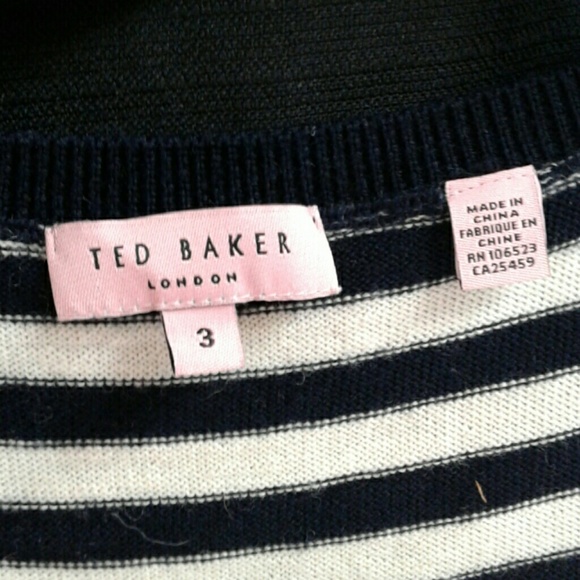 TED BAKER
LONDON
3
MADE IN
CHINA
FABRIQUE EN
CHINE
RN 106523
CA25459